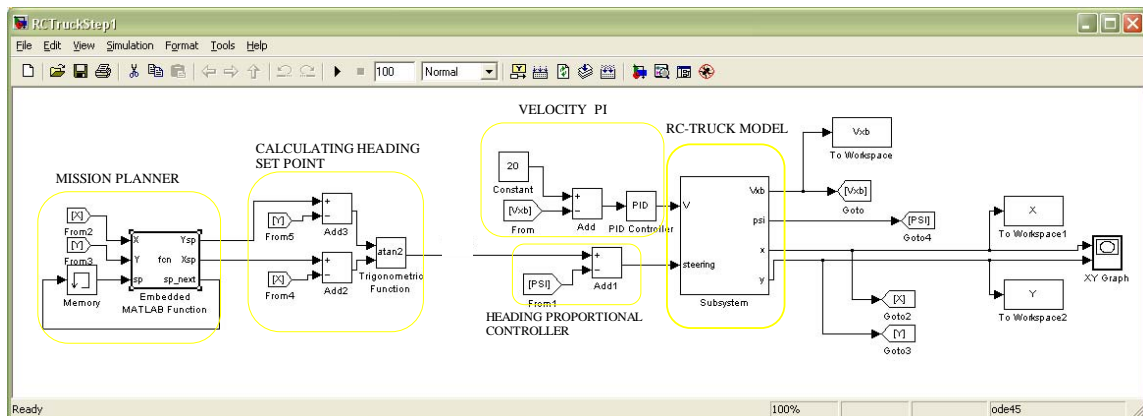 RCTruckStep1
File Edit View Simulation Format Tools Help
100 Normal
VELOCITY PI
RC-TRUCK MODEL
CALCULATING HEADING
SET POINT
MISSION PLANNER
[X]
From2
[Y]
From3
Memory
X
Y
sp
fcn
Ysp
Xsp
sp_next
Embedded
MATLAB Function
[Y]
From5
Add3
[X]
From4
Add2
atan2
Trigonometric
Function
20
Constant
[Vxb]
From
Add
PID
PID Controller
[PSI]
From1
Add1
HEADING PROPORTIONAL
CONTROLLER
V
steering
Vxb
psi
x
y
Subsystem
Vxb
To Workspace
[Vxb]
Goto
[PSI]
Goto4
X
To Workspace1
XY Graph
[X]
Goto2
Y
To Workspace2
[Y]
Goto3
Ready
100%
ode45